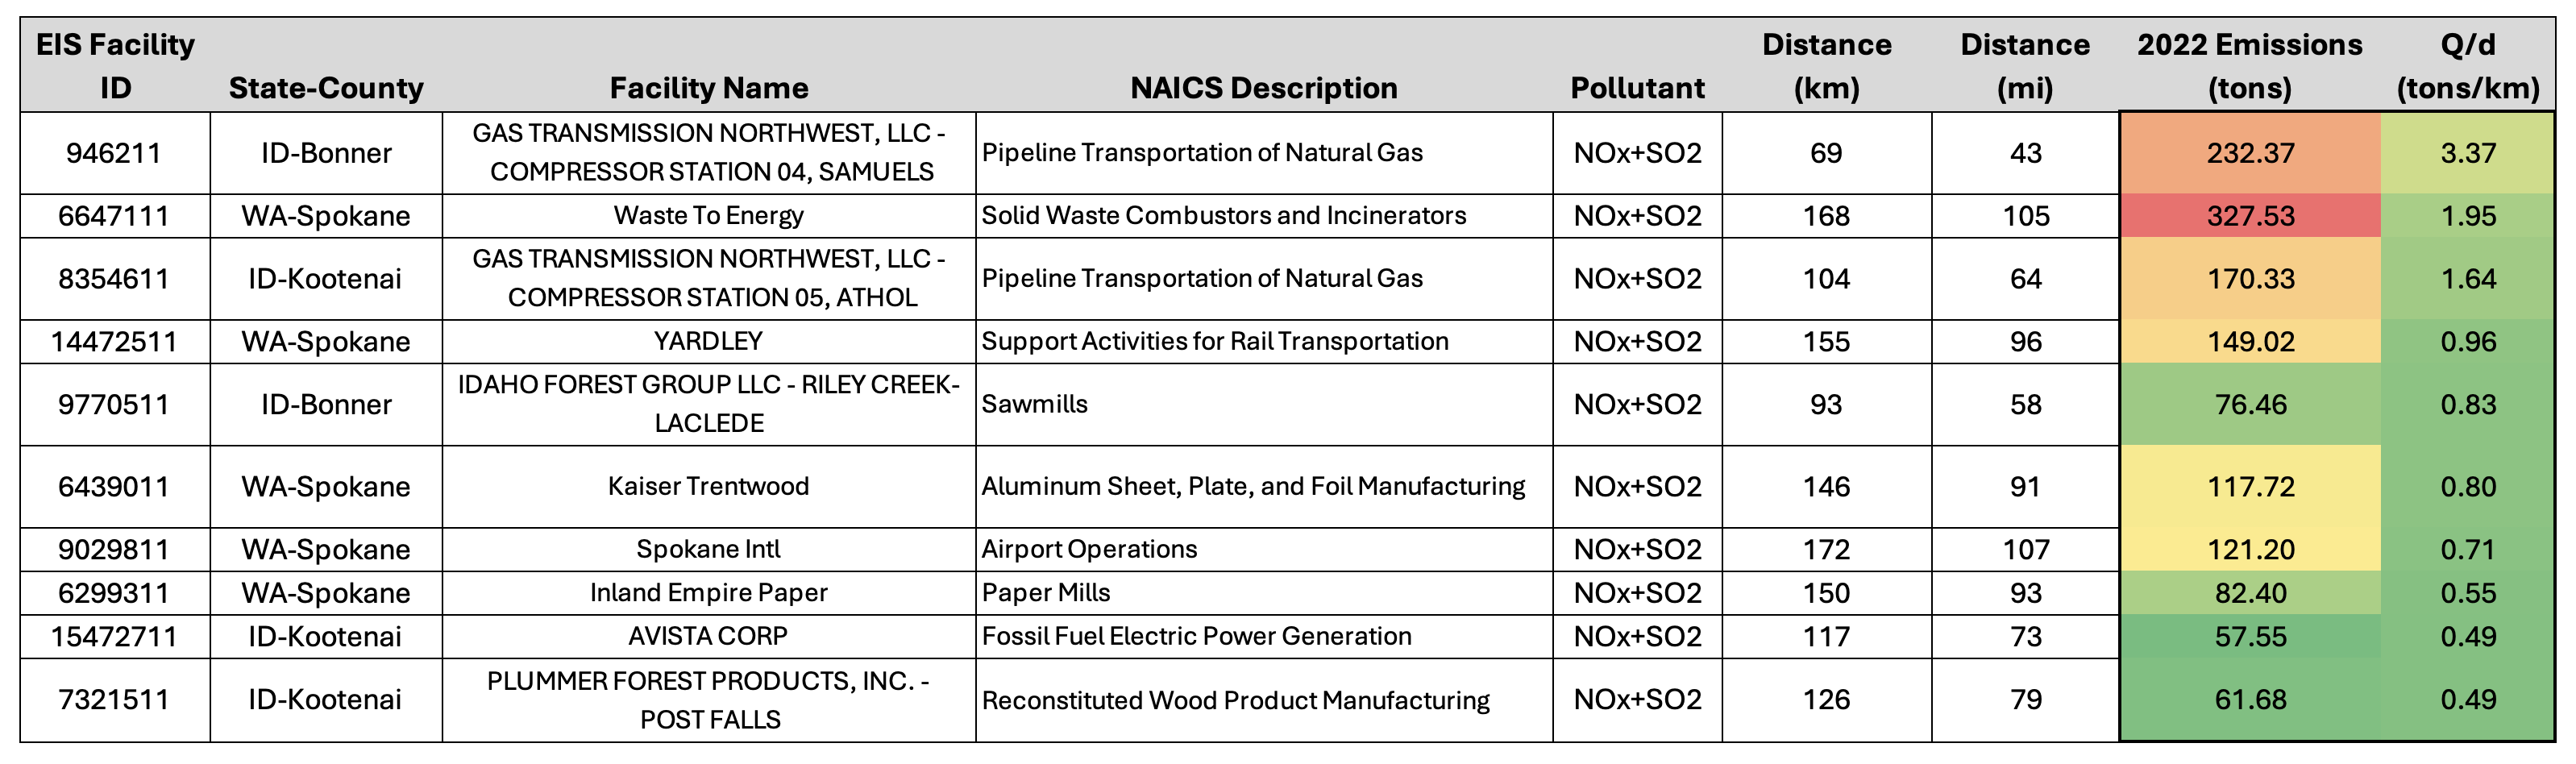 EIS Facility ID State-County Facility Name NAICS Description Pollutant Distance (km) Distance (mi) 2022 Emissions (tons) Q/d (tons/km)
946211 ID-Bonner GAS TRANSMISSION NORTHWEST, LLC - COMPRESSOR STATION 04, SAMUELS Pipeline Transportation of Natural Gas NOx+SO2 69 43 232.37 3.37
6647111 WA-Spokane Waste To Energy Solid Waste Combustors and Incinerators NOx+SO2 168 105 327.53 1.95
8354611 ID-Kootenai GAS TRANSMISSION NORTHWEST, LLC - COMPRESSOR STATION 05, ATHOL Pipeline Transportation of Natural Gas NOx+SO2 104 64 170.33 1.64
14472511 WA-Spokane YARDLEY Support Activities for Rail Transportation NOx+SO2 155 96 149.02 0.96
9770511 ID-Bonner IDAHO FOREST GROUP LLC - RILEY CREEK-LACLEDE Sawmills NOx+SO2 93 58 76.46 0.83
6439011 WA-Spokane Kaiser Trentwood Aluminum Sheet, Plate, and Foil Manufacturing NOx+SO2 146 91 117.72 0.80
9029811 WA-Spokane Spokane Intl Airport Operations NOx+SO2 172 107 121.20 0.71
6299311 WA-Spokane Inland Empire Paper Paper Mills NOx+SO2 150 93 82.40 0.55
15472711 ID-Kootenai AVISTA CORP Fossil Fuel Electric Power Generation NOx+SO2 117 73 57.55 0.49
7321511 ID-Kootenai PLUMMER FOREST PRODUCTS, INC. - POST FALLS Reconstituted Wood Product Manufacturing NOx+SO2 126 79 61.68 0.49